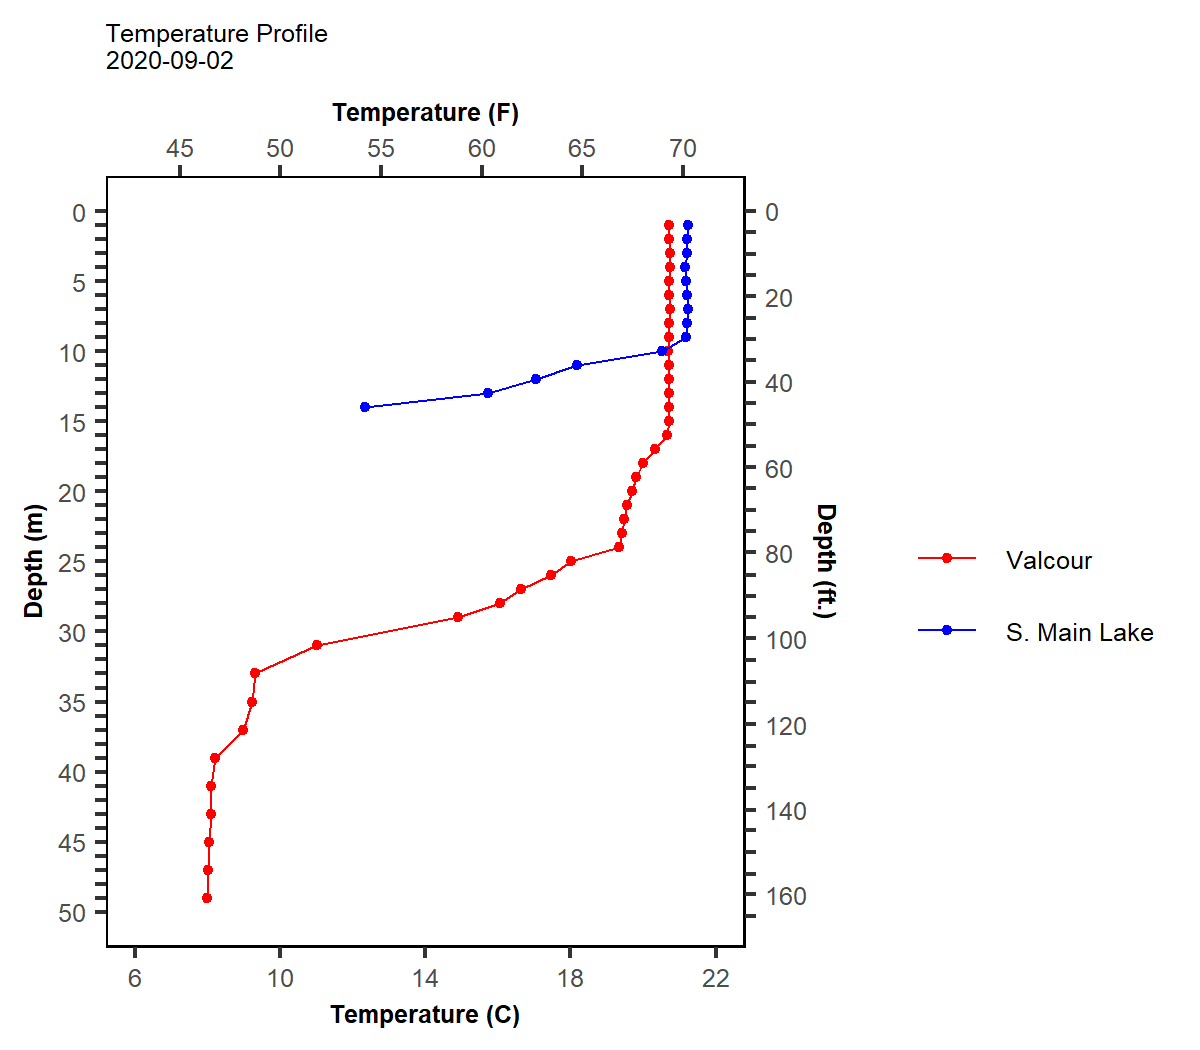 Temperature Profile
2020-09-02
Temperature (F)
45 50 55 60 65 70
0 0
5
20
10
40
15
60
20
80
25
30
100
35
120
40
140
45
160
50
Depth (m)
Depth (ft.)
Valcour
S. Main Lake
6 10 14 18 22
Temperature (C)